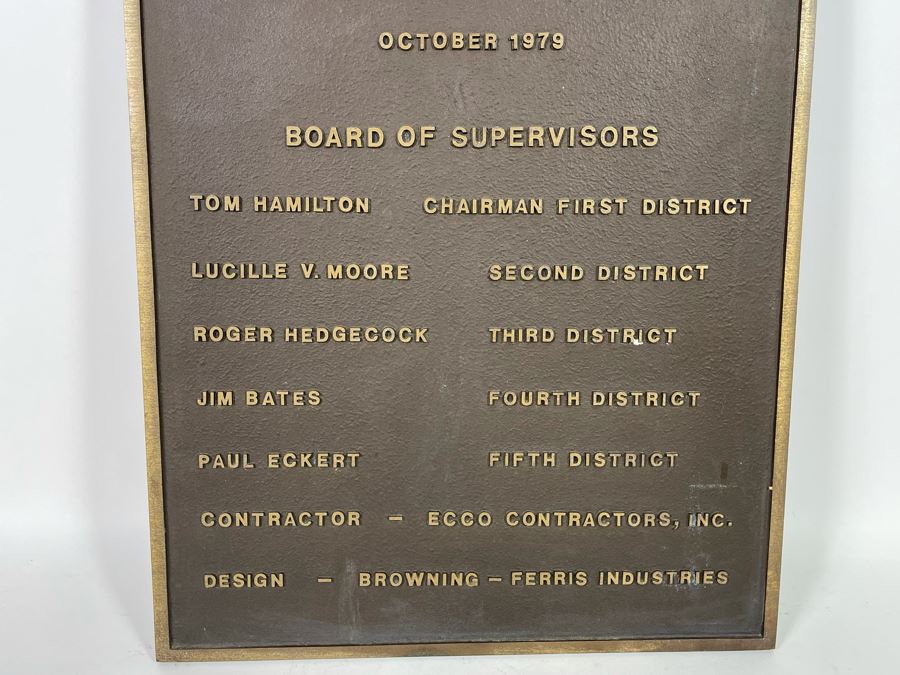 OCTOBER 1979
BOARD OF SUPERVISORS
TOM HAMILTON CHAIRMAN FIRST DISTRICT
LUCILLE V. MOORE SECOND DISTRICT
ROGER HEDGECOCK THIRD DISTRICT
JIM BATES FOURTH DISTRICT
PAUL ECKERT FIFTH DISTRICT
CONTRACTOR – ECCO CONTRACTORS, INC.
DESIGN – BROWNING – FERRIS INDUSTRIES